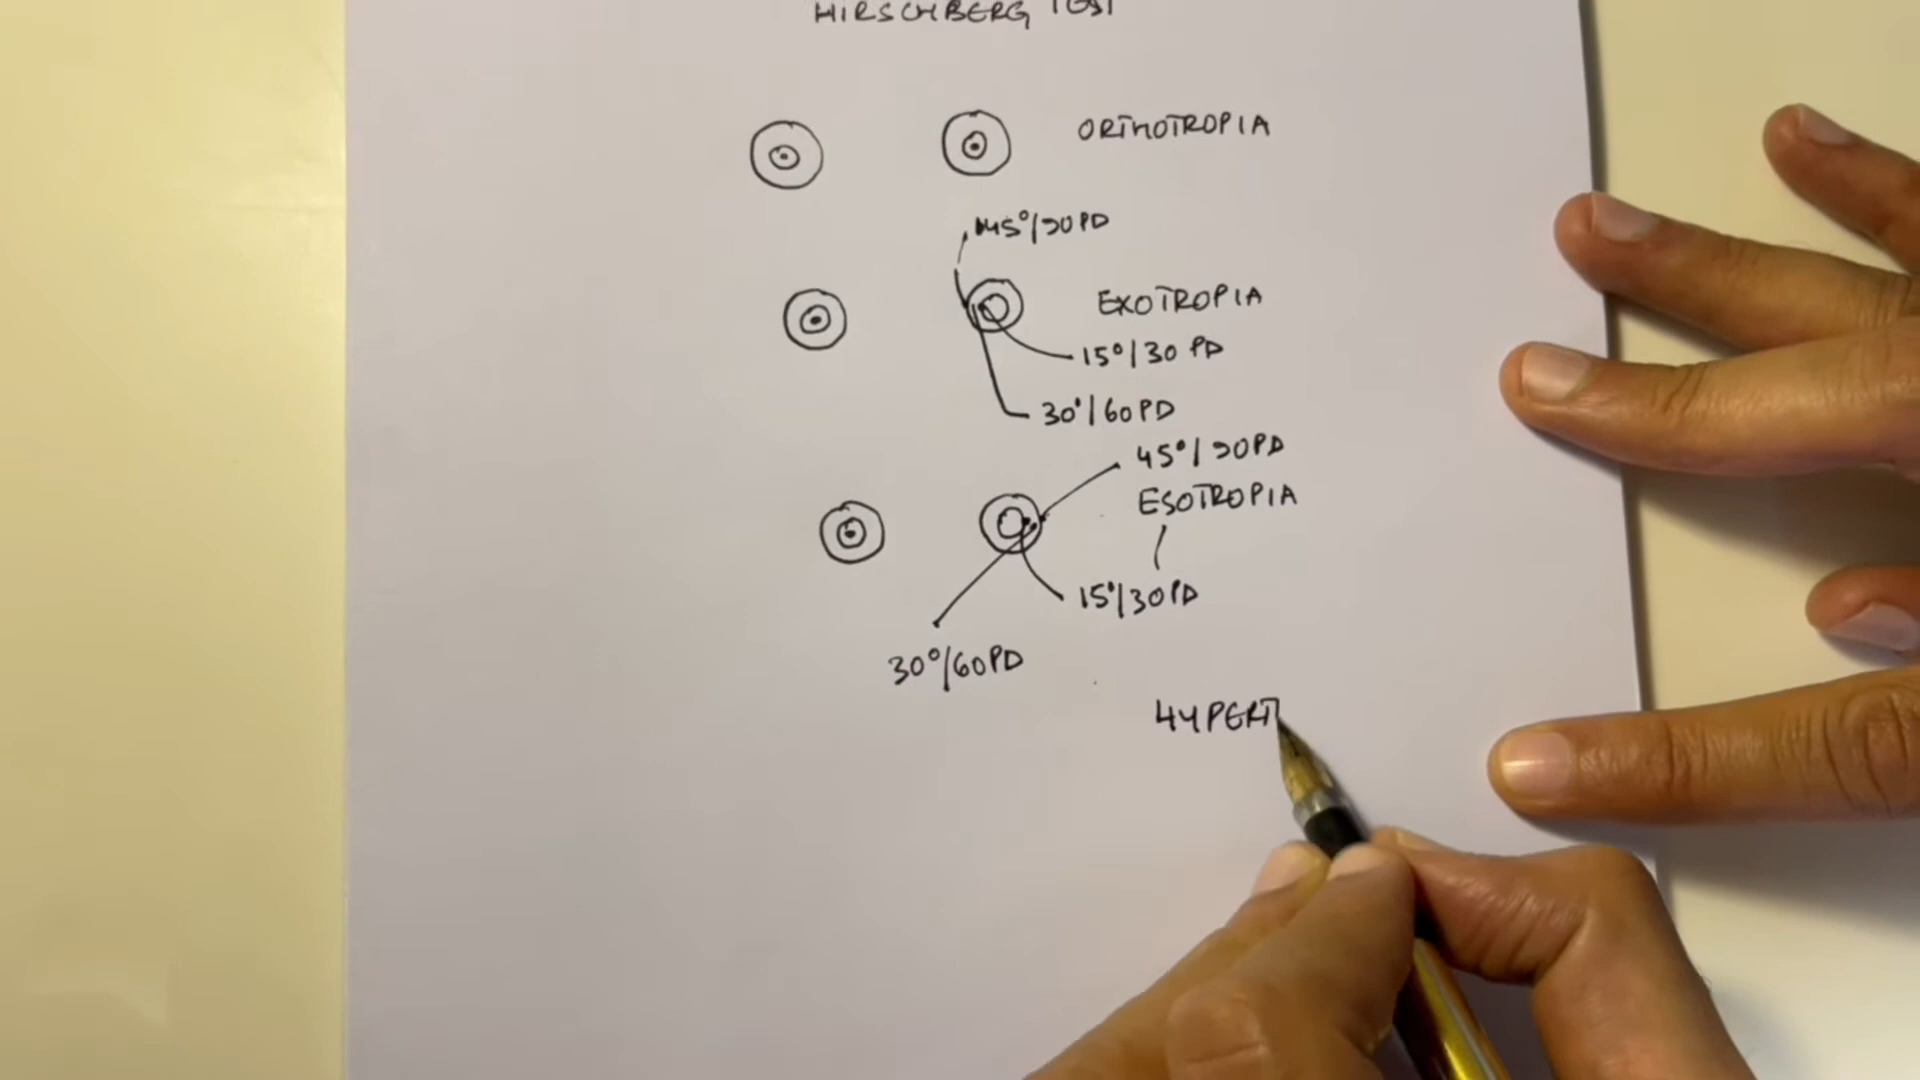 HIRSCHBERG TEST
ORTHOTROPIA
45°/90PD
EXOTROPIA
15°/30 PD
30°/60PD
45°/90PD
ESOTROPIA
15°/30PD
30°/60PD
HYPERT